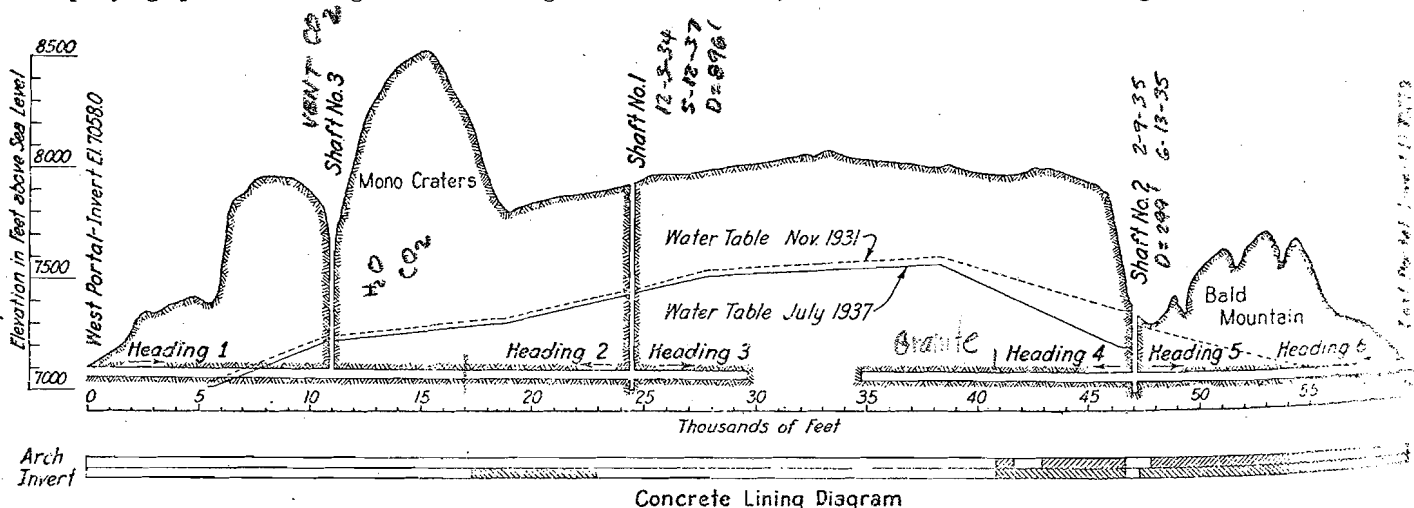 VENT CO2
Shaft No.3
Shaft No.1
12-3-34
5-12-37
D=896'
Shaft No.2
2-9-35
6-13-35
D=299'
Elevation in Feet above Sea Level
8500
8000
7500
7000
West Portal-Invert El. 7058.0
Mono Craters
H2O
CO2
Water Table Nov. 1931
Water Table July 1937
Granite
Bald
Mountain
Heading 1
Heading 2
Heading 3
Heading 4
Heading 5
Heading 6
0 5 10 15 20 25 30 35 40 45 50 55
Thousands of Feet
Arch
Invert
Concrete Lining Diagram